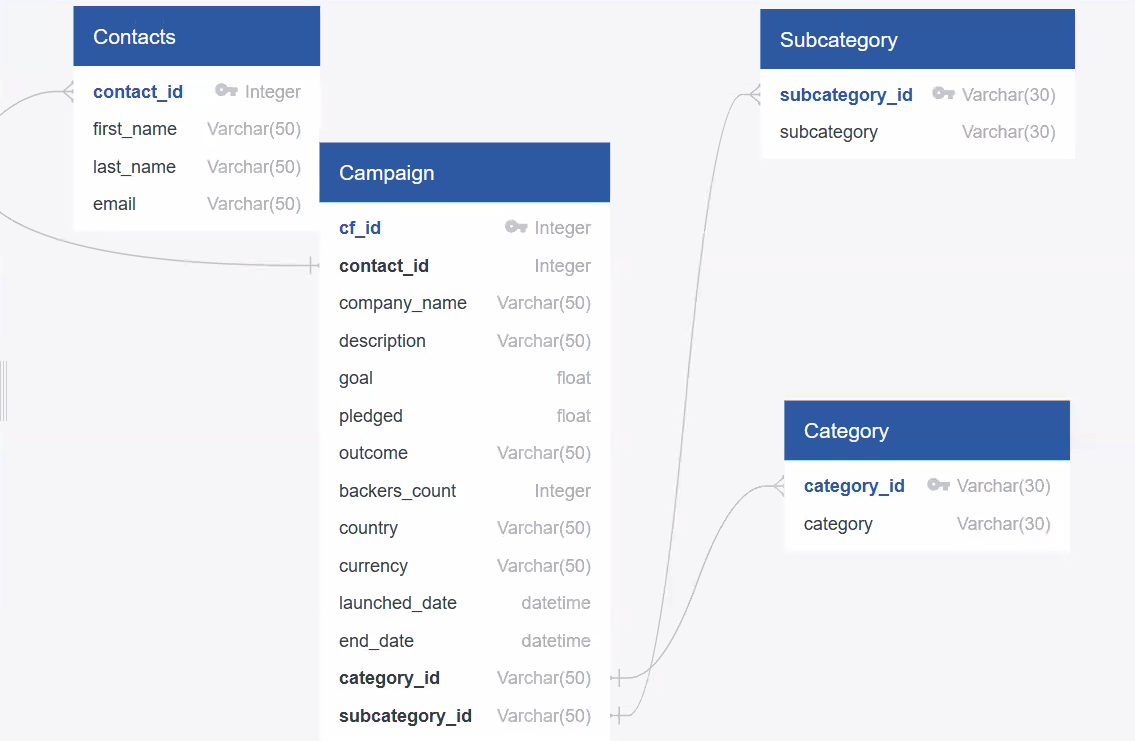 Contacts
contact_id Integer
first_name Varchar(50)
last_name Varchar(50)
email Varchar(50)
Campaign
cf_id Integer
contact_id Integer
company_name Varchar(50)
description Varchar(50)
goal float
pledged float
outcome Varchar(50)
backers_count Integer
country Varchar(50)
currency Varchar(50)
launched_date datetime
end_date datetime
category_id Varchar(50)
subcategory_id Varchar(50)
Subcategory
subcategory_id Varchar(30)
subcategory Varchar(30)
Category
category_id Varchar(30)
category Varchar(30)